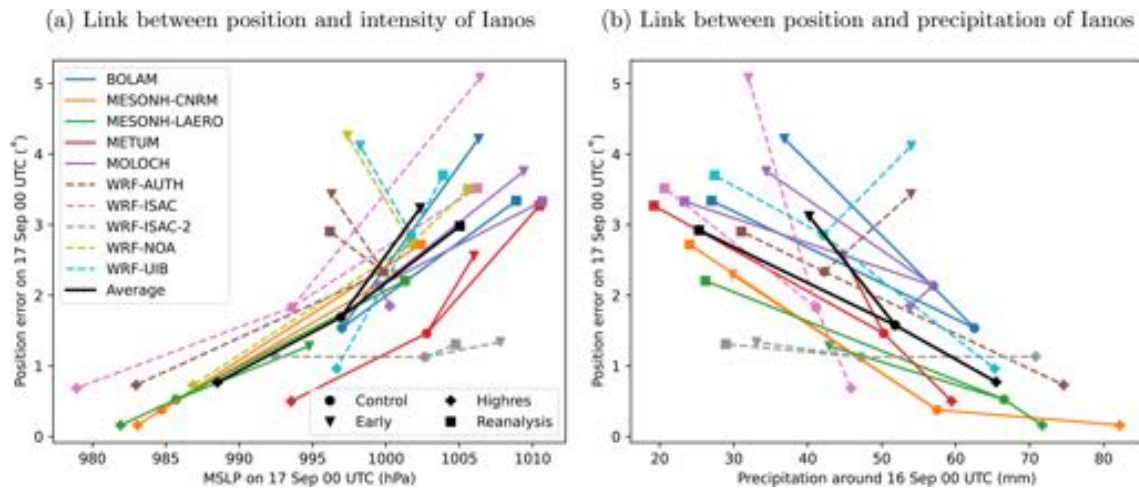 (a) Link between position and intensity of Ianos
(b) Link between position and precipitation of Ianos
5
4
3
2
1
0
Position error on 17 Sep 00 UTC (°)
BOLAM
MESONH-CNRM
MESONH-LAERO
METUM
MOLOCH
WRF-AUTH
WRF-ISAC
WRF-ISAC-2
WRF-NOA
WRF-UIB
Average
Control
Early
Highres
Reanalysis
980 985 990 995 1000 1005 1010
MSLP on 17 Sep 00 UTC (hPa)
5
4
3
2
1
0
Position error on 17 Sep 00 UTC (°)
20 30 40 50 60 70 80
Precipitation around 16 Sep 00 UTC (mm)